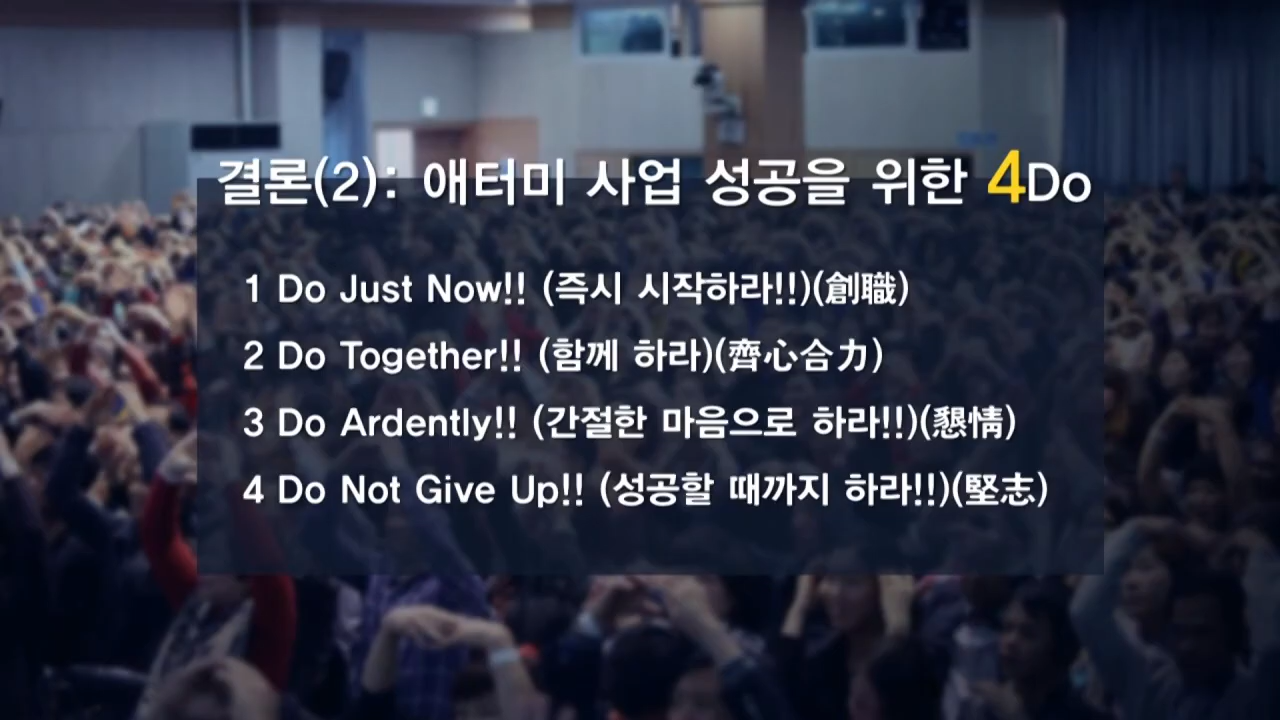 결론(2): 애터미 사업 성공을 위한 4Do
1 Do Just Now!! (즉시 시작하라!!)(創職)
2 Do Together!! (함께 하라)(齊心合力)
3 Do Ardently!! (간절한 마음으로 하라!!)(懇情)
4 Do Not Give Up!! (성공할 때까지 하라!!)(堅志)